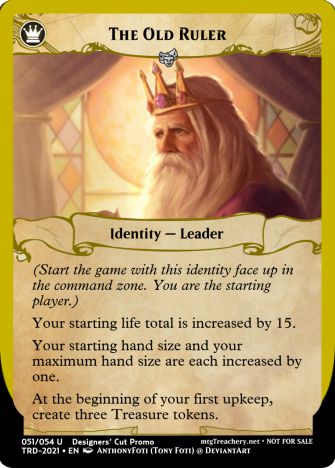 The Old Ruler
Identity — Leader
(Start the game with this identity face up in
the command zone. You are the starting
player.)
Your starting life total is increased by 15.
Your starting hand size and your
maximum hand size are each increased by
one.
At the beginning of your first upkeep,
create three Treasure tokens.
051/054 U Designers' Cut Promo mtgTreachery.net • NOT FOR SALE
TRD-2021 • EN AnthonyFoti (Tony Foti) @ DeviantArt